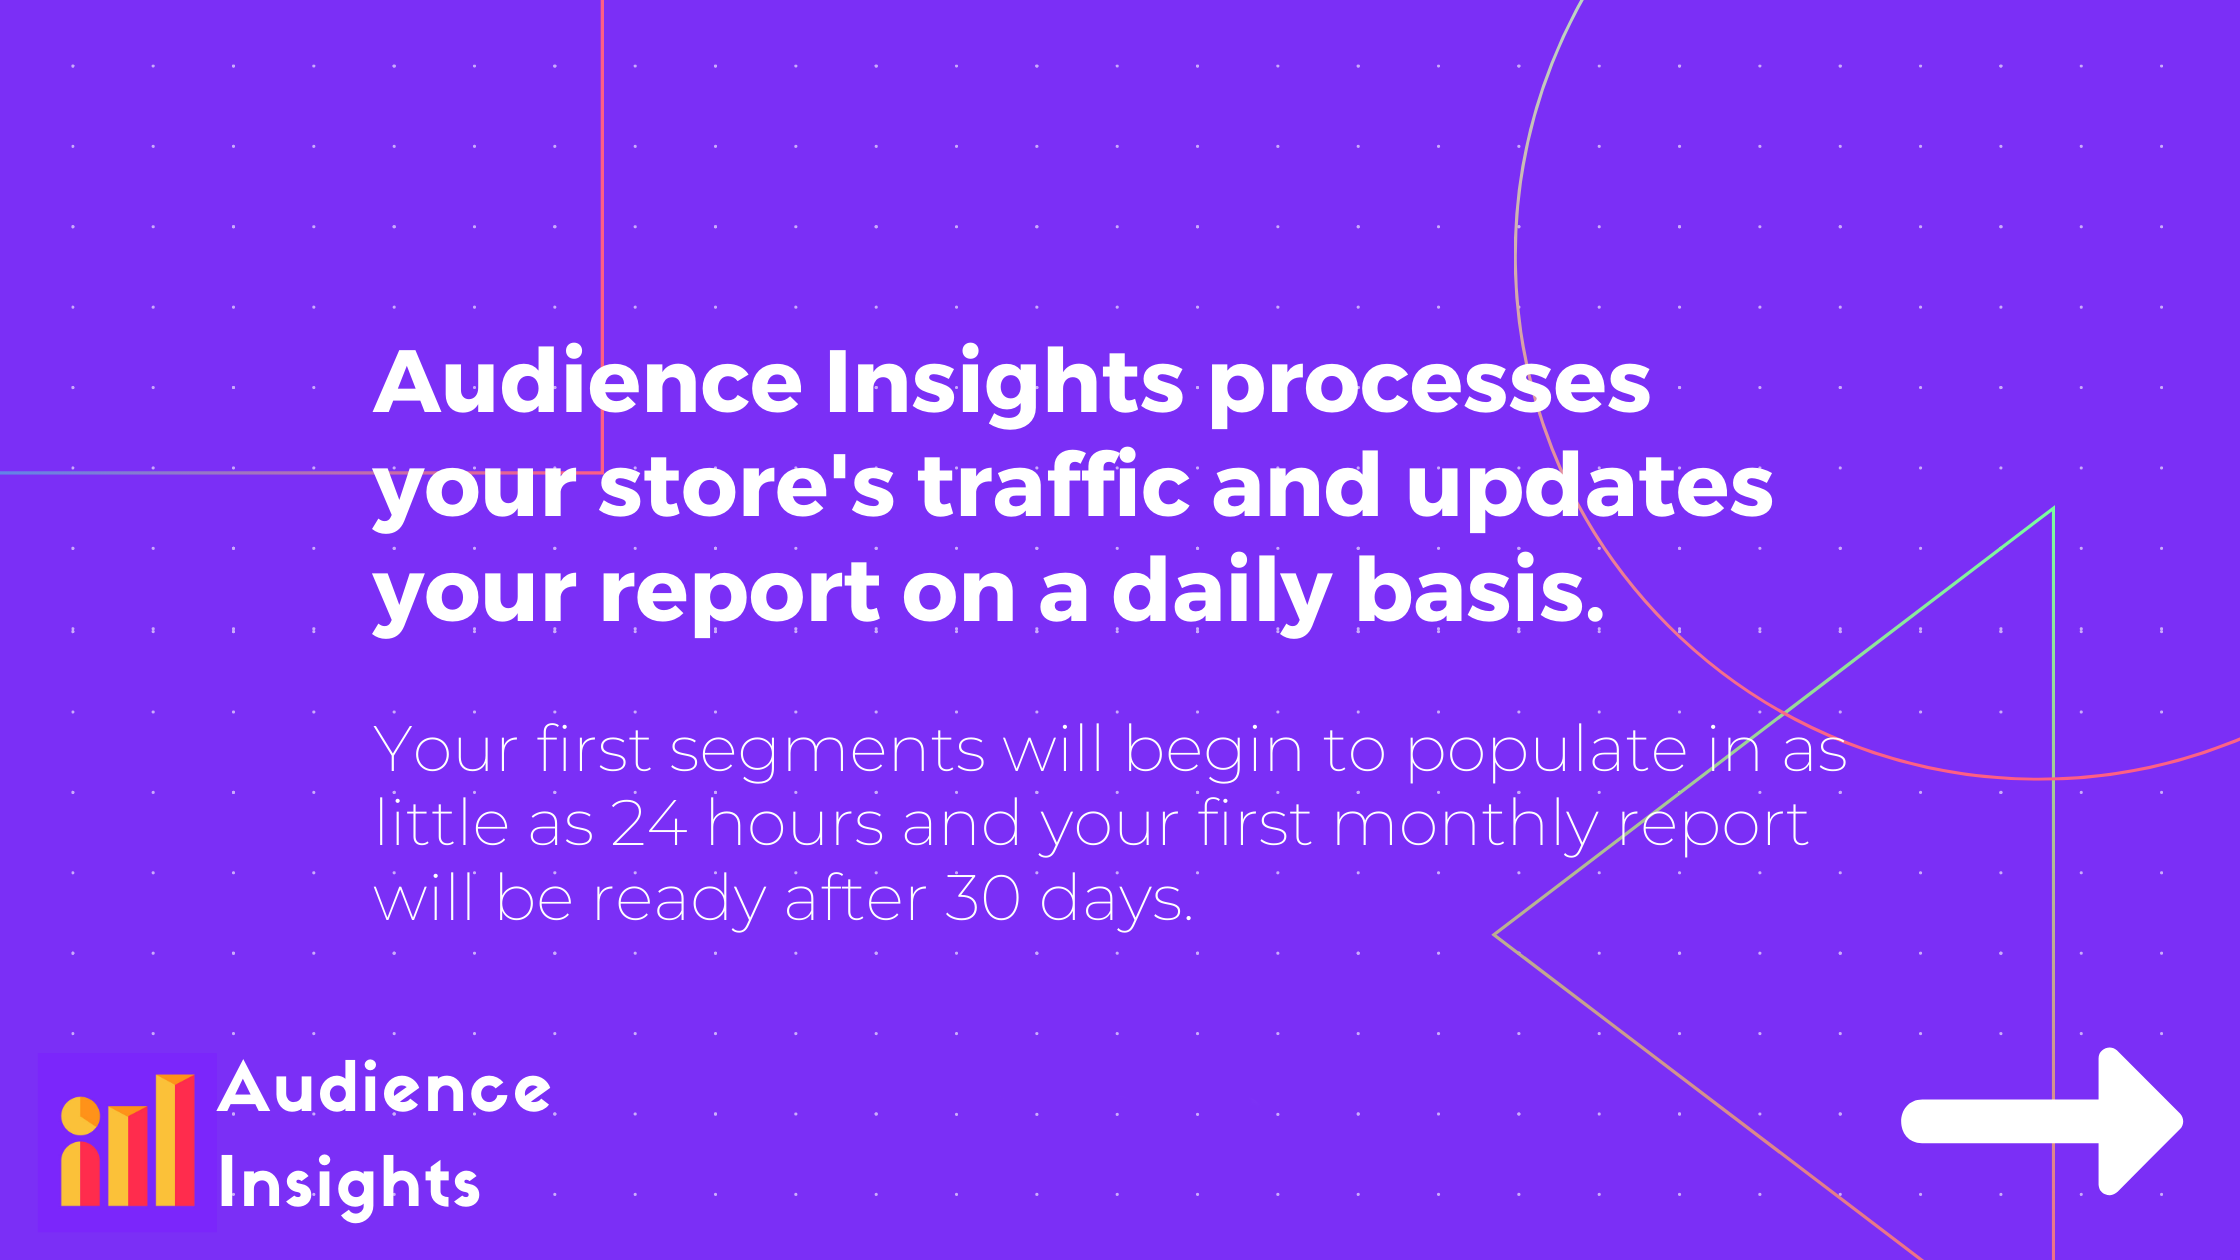 Audience Insights processes
your store's traffic and updates
your report on a daily basis.
Your first segments will begin to populate in as
little as 24 hours and your first monthly report
will be ready after 30 days.
Audience
Insights